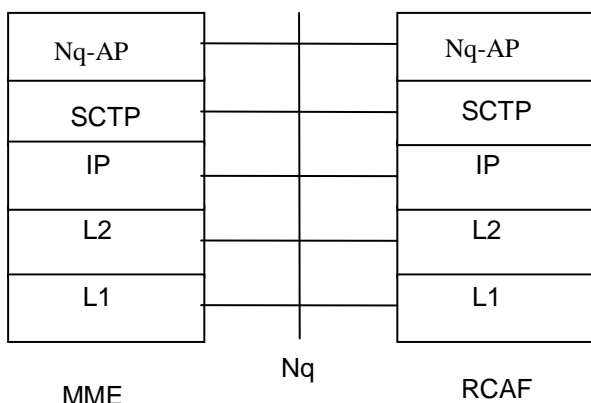 Nq-AP Nq-AP
SCTP SCTP
IP IP
L2 L2
L1 L1
Nq
MME RCAF